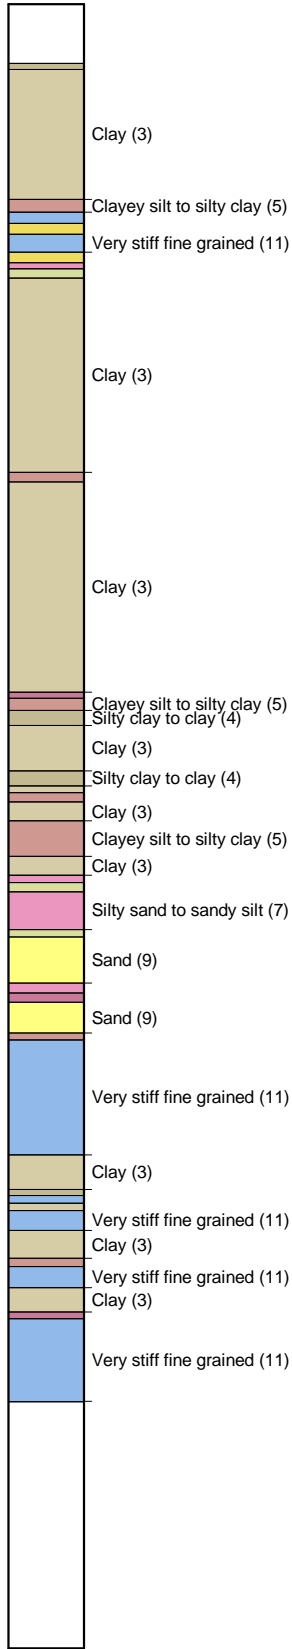 Clay (3)
Clayey silt to silty clay (5)
Very stiff fine grained (11)
Clay (3)
Clay (3)
Clayey silt to silty clay (5)
Silty clay to clay (4)
Clay (3)
Silty clay to clay (4)
Clay (3)
Clayey silt to silty clay (5)
Clay (3)
Silty sand to sandy silt (7)
Sand (9)
Sand (9)
Very stiff fine grained (11)
Clay (3)
Very stiff fine grained (11)
Clay (3)
Very stiff fine grained (11)
Clay (3)
Very stiff fine grained (11)